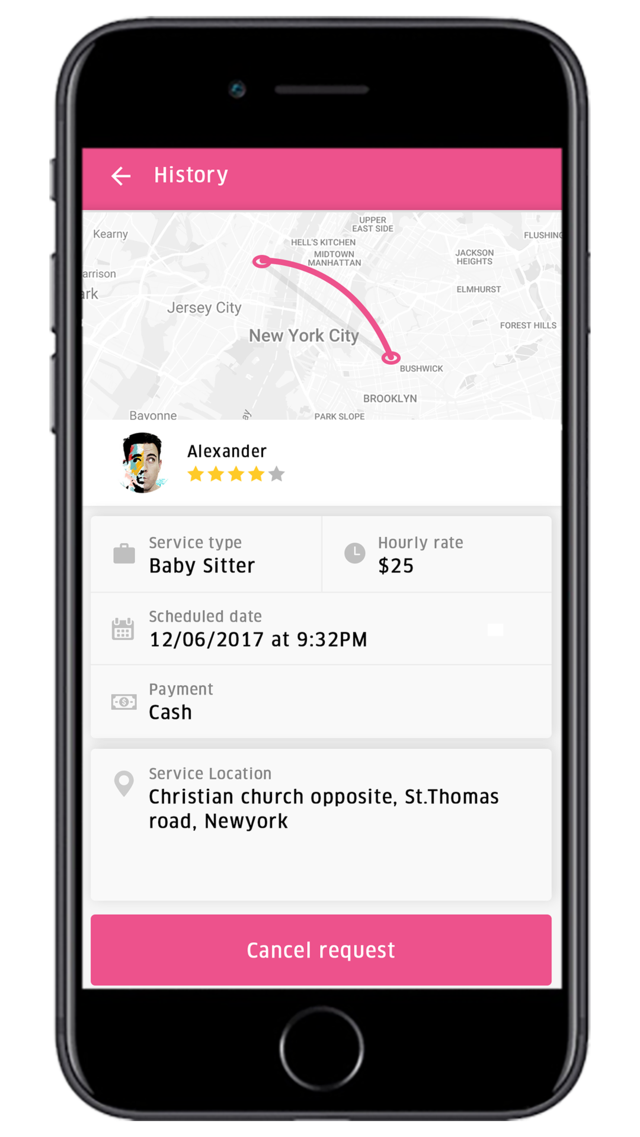 History
UPPER
EAST SIDE
Kearny
FLUSHING
HELL'S KITCHEN
MIDTOWN
MANHATTAN
JACKSON
HEIGHTS
arrison
ark
ELMHURST
Jersey City
FOREST HILLS
New York City
BUSHWICK
BROOKLYN
Bayonne
PARK SLOPE
Alexander
Service type
Baby Sitter
Hourly rate
$25
Scheduled date
12/06/2017 at 9:32PM
Payment
Cash
Service Location
Christian church opposite, St.Thomas
road, Newyork
Cancel request